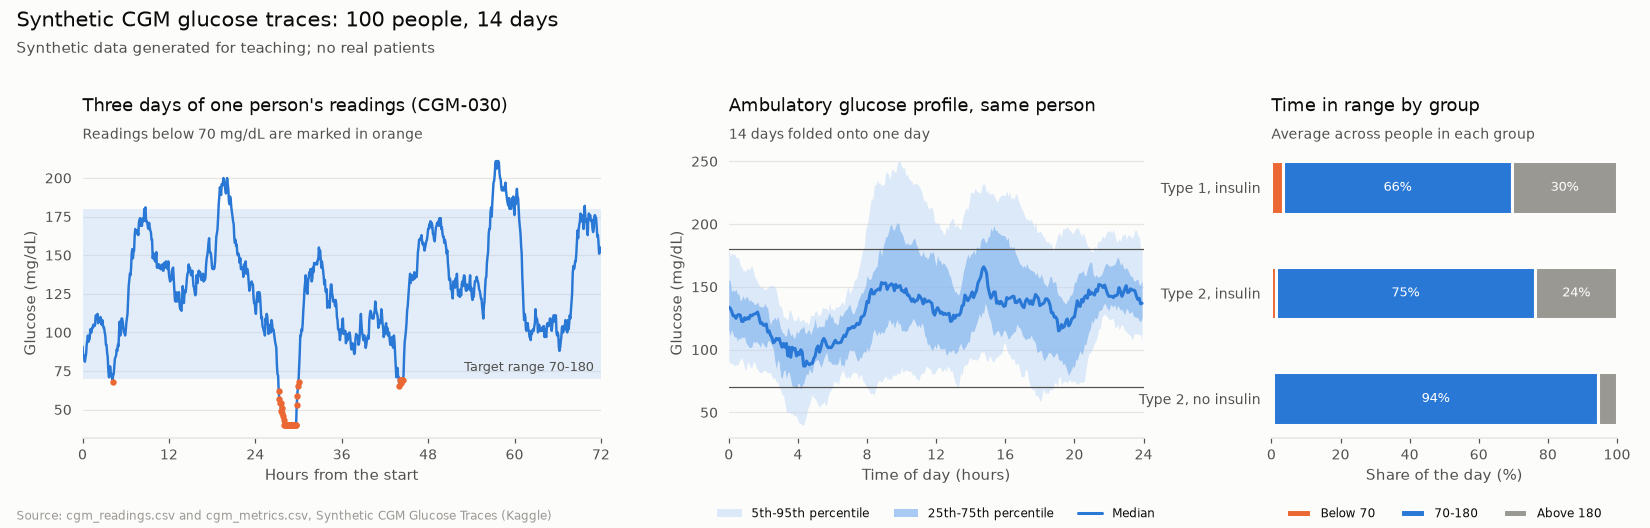 Synthetic CGM glucose traces: 100 people, 14 days
Synthetic data generated for teaching; no real patients
Three days of one person's readings (CGM-030)
Readings below 70 mg/dL are marked in orange
Glucose (mg/dL)
200
175
150
125
100
75
50
Target range 70-180
0 12 24 36 48 60 72
Hours from the start
Ambulatory glucose profile, same person
14 days folded onto one day
Glucose (mg/dL)
250
200
150
100
50
0 4 8 12 16 20 24
Time of day (hours)
5th-95th percentile 25th-75th percentile Median
Time in range by group
Average across people in each group
Type 1, insulin 66% 30%
Type 2, insulin 75% 24%
Type 2, no insulin 94%
0 20 40 60 80 100
Share of the day (%)
Below 70 70-180 Above 180
Source: cgm_readings.csv and cgm_metrics.csv, Synthetic CGM Glucose Traces (Kaggle)